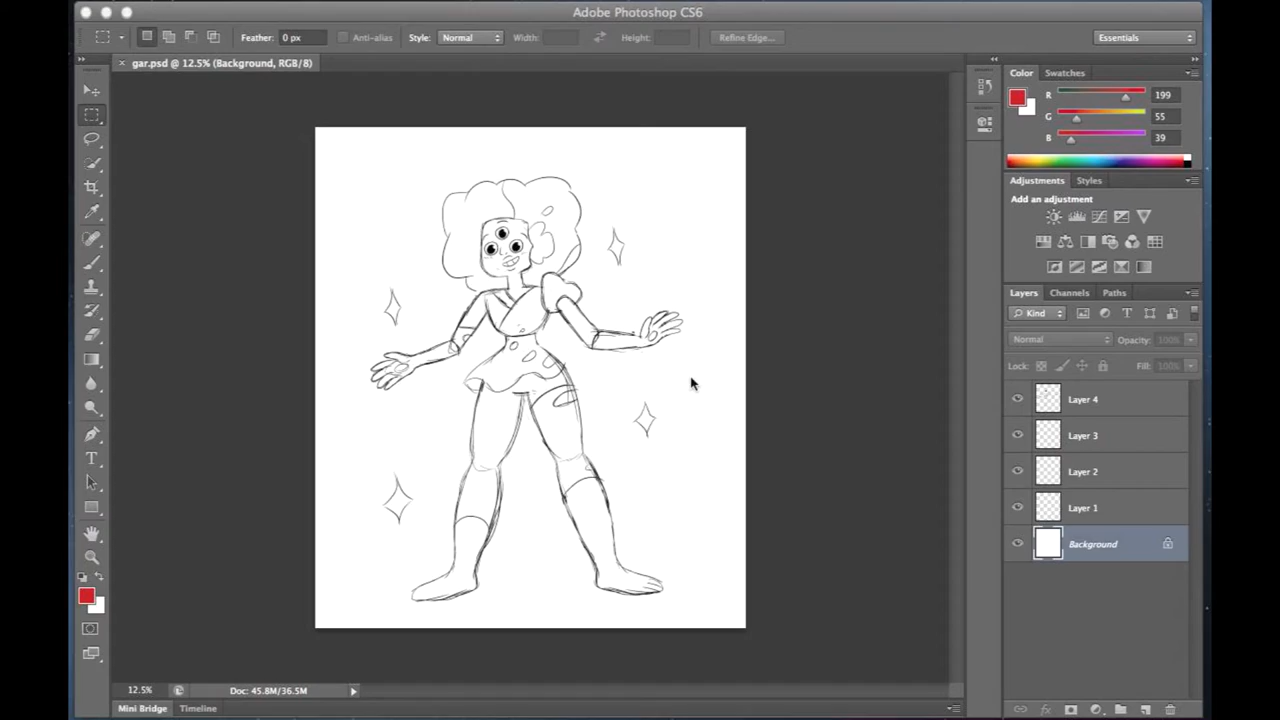 Adobe Photoshop CS6
Feather: 0 px Anti-alias Style: Normal Width: Height: Refine Edge... Essentials
× gar.psd @ 12.5% (Background, RGB/8)
Color Swatches
R 199
G 55
B 39
Adjustments Styles
Add an adjustment
Layers Channels Paths
Kind
Normal Opacity: 100%
Lock: Fill: 100%
Layer 4
Layer 3
Layer 2
Layer 1
Background
12.5% Doc: 45.8M/36.5M
Mini Bridge Timeline